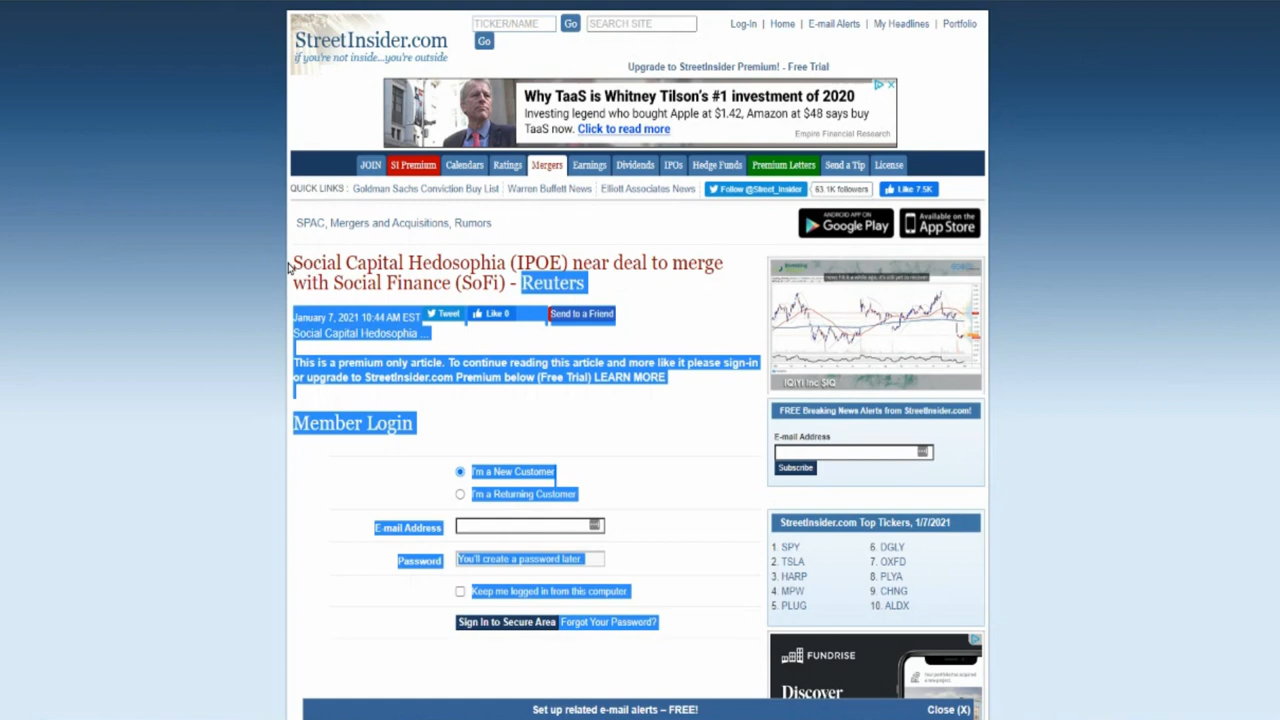 StreetInsider.com
if you're not inside...you're outside
TICKER/NAME Go SEARCH SITE
Go
Log-In | Home | E-mail Alerts | My Headlines | Portfolio
Upgrade to StreetInsider Premium! - Free Trial
Why TaaS is Whitney Tilson's #1 investment of 2020
Investing legend who bought Apple at $1.42, Amazon at $48 says buy
TaaS now. Click to read more
Empire Financial Research
JOIN SI Premium Calendars Ratings Mergers Earnings Dividends IPOs Hedge Funds Premium Letters Send a Tip License
QUICK LINKS : Goldman Sachs Conviction Buy List | Warren Buffett News | Elliott Associates News | Follow @Street_Insider 63.1K followers Like 7.5K
SPAC, Mergers and Acquisitions, Rumors
ANDROID APP ON
Google Play
Available on the
App Store
Social Capital Hedosophia (IPOE) near deal to merge
with Social Finance (SoFi) - Reuters
January 7, 2021 10:44 AM EST Tweet Like 0 Send to a Friend
Social Capital Hedosophia ...
This is a premium only article. To continue reading this article and more like it please sign-in
or upgrade to StreetInsider.com Premium below (Free Trial) LEARN MORE
Member Login
I'm a New Customer
I'm a Returning Customer
E-mail Address
Password You'll create a password later.
Keep me logged in from this computer
Sign In to Secure Area Forgot Your Password?
IQIYI Inc $IQ
FREE Breaking News Alerts from StreetInsider.com!
E-mail Address
Subscribe
StreetInsider.com Top Tickers, 1/7/2021
1. SPY
2. TSLA
3. HARP
4. MPW
5. PLUG
6. DGLY
7. OXFD
8. PLYA
9. CHNG
10. ALDX
FUNDRISE
Discover
Set up related e-mail alerts – FREE!
Close (X)